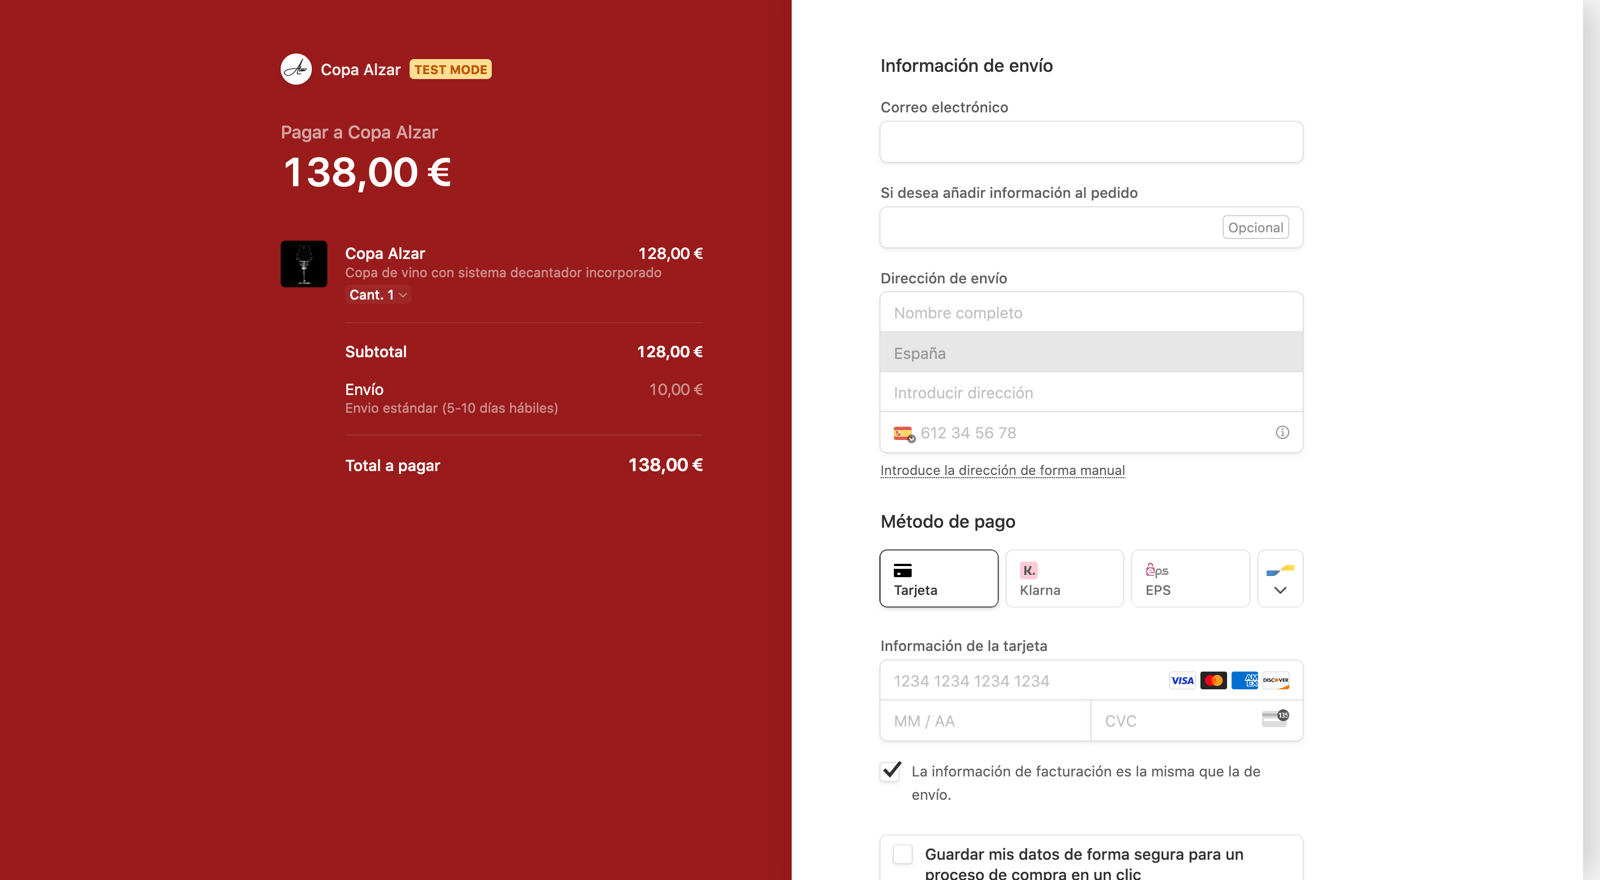 Copa Alzar TEST MODE
Pagar a Copa Alzar
138,00 €
Copa Alzar 128,00 €
Copa de vino con sistema decantador incorporado
Cant. 1
Subtotal 128,00 €
Envío 10,00 €
Envio estándar (5-10 días hábiles)
Total a pagar 138,00 €
Información de envío
Correo electrónico
Si desea añadir información al pedido
Opcional
Dirección de envío
Nombre completo
España
Introducir dirección
612 34 56 78
Introduce la dirección de forma manual
Método de pago
Tarjeta
K.
Klarna
eps
EPS
Información de la tarjeta
1234 1234 1234 1234 VISA AMEX DISCOVER
MM / AA CVC 135
La información de facturación es la misma que la de
envío.
Guardar mis datos de forma segura para un
proceso de compra en un clic